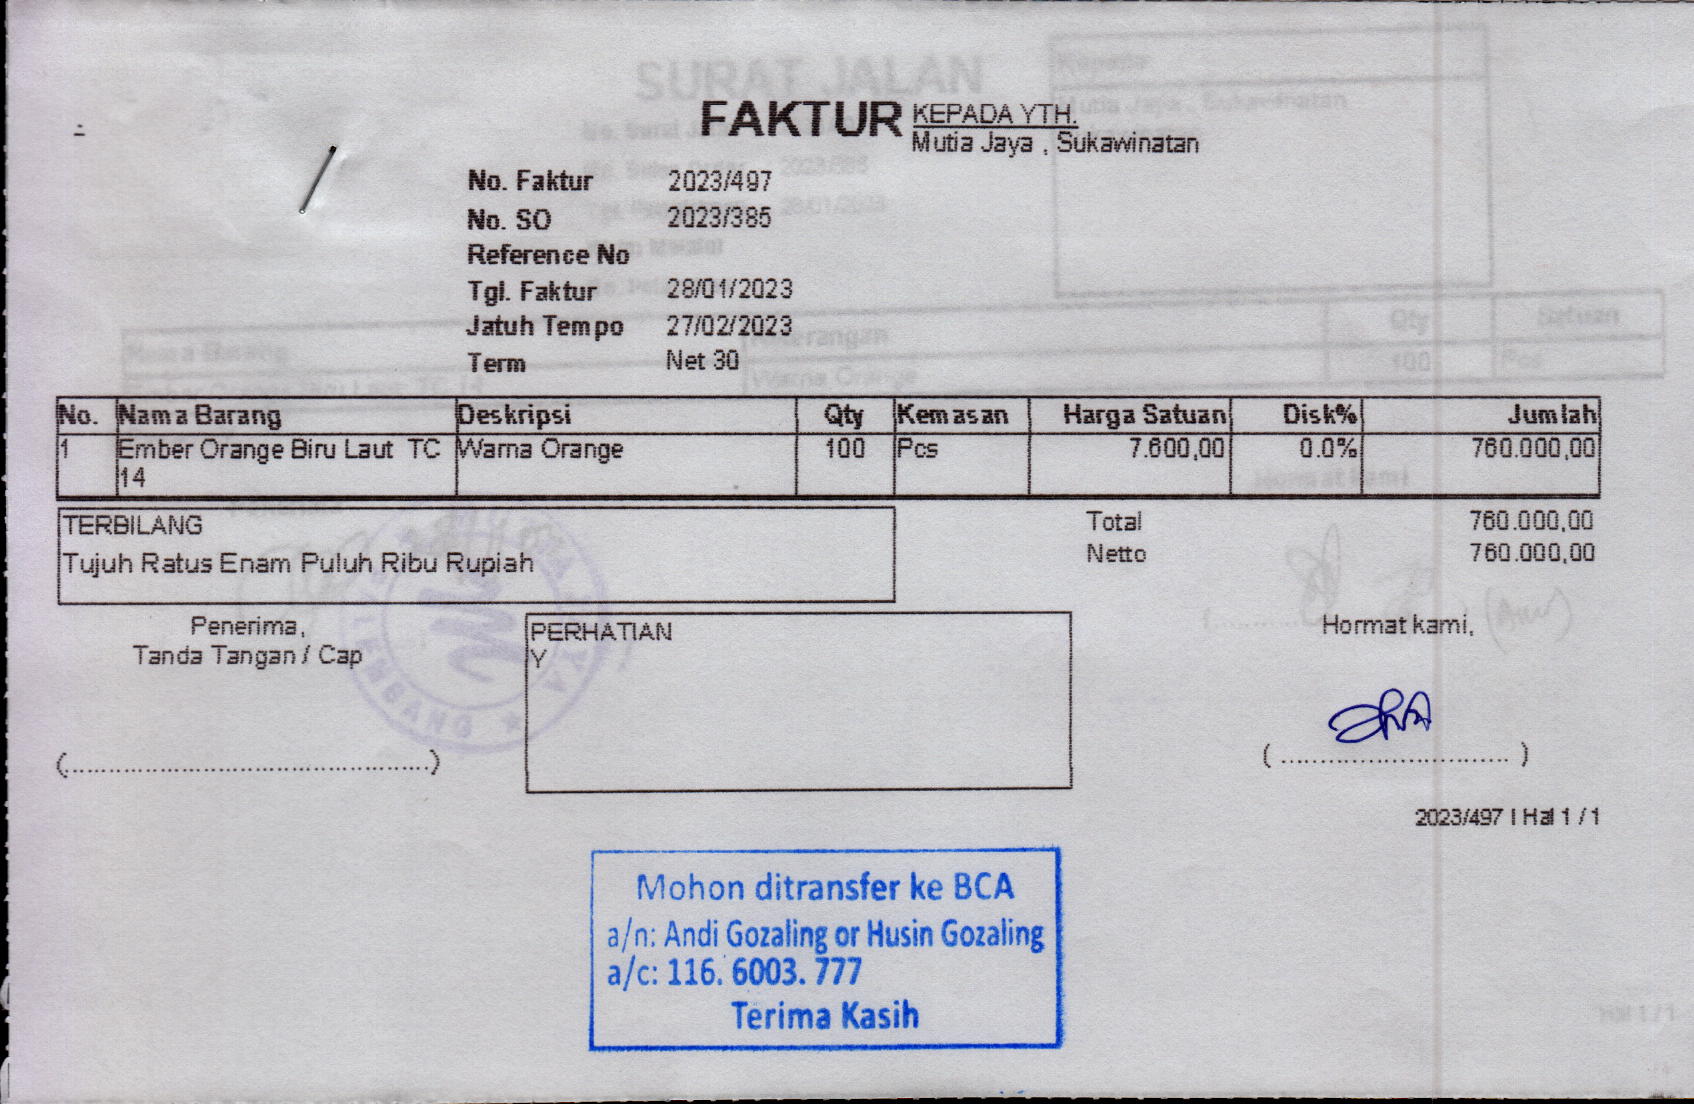 FAKTUR
KEPADA YTH.
Mutia Jaya , Sukawinatan
No. Faktur 2023/497
No. SO 2023/385
Reference No
Tgl. Faktur 28/01/2023
Jatuh Tempo 27/02/2023
Term Net 30
No. Nama Barang Deskripsi Qty Kemasan Harga Satuan Disk% Jumlah
1 Ember Orange Biru Laut TC Warna Orange 100 Pcs 7.600,00 0.0% 760.000,00
14
TERBILANG
Tujuh Ratus Enam Puluh Ribu Rupiah
Total 760.000,00
Netto 760.000,00
Penerima,
Tanda Tangan / Cap
(..............................................)
PERHATIAN
Y
Hormat kami,
( ............................. )
2023/497 | Hal 1 / 1
Mohon ditransfer ke BCA
a/n: Andi Gozaling or Husin Gozaling
a/c: 116. 6003. 777
Terima Kasih